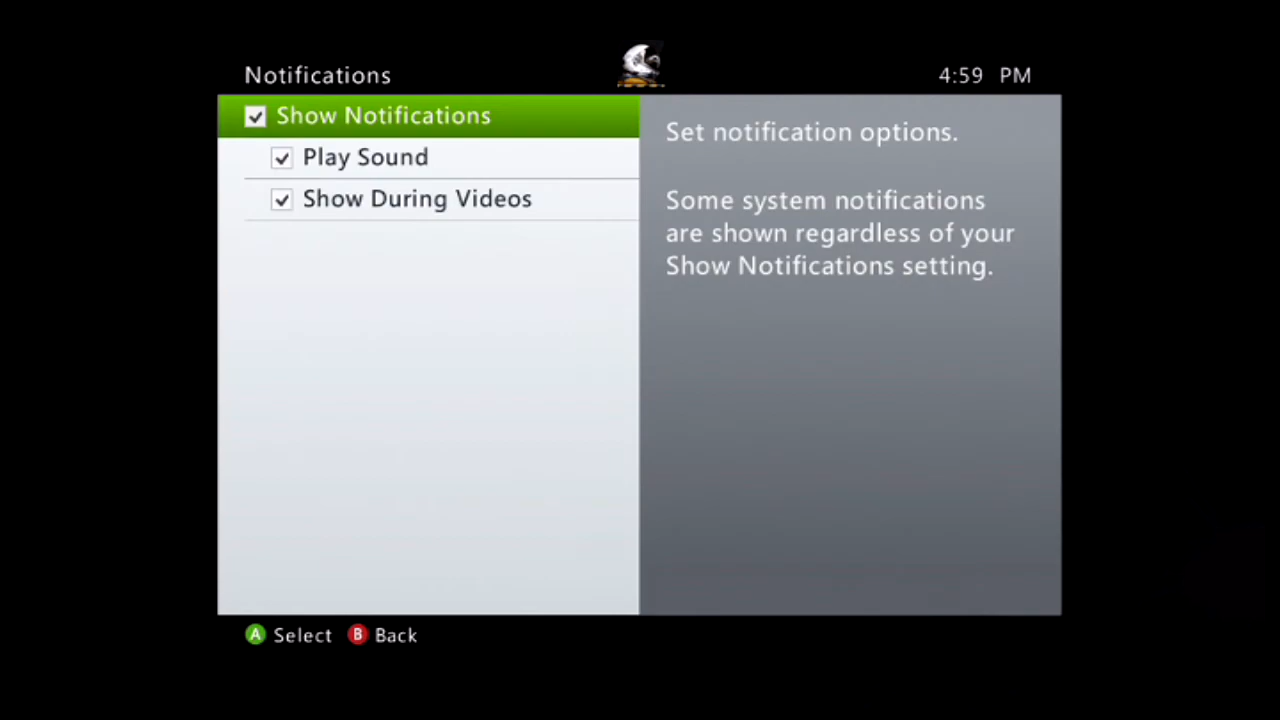 Notifications
4:59 PM
Show Notifications
Play Sound
Show During Videos
Set notification options.
Some system notifications
are shown regardless of your
Show Notifications setting.
A Select B Back